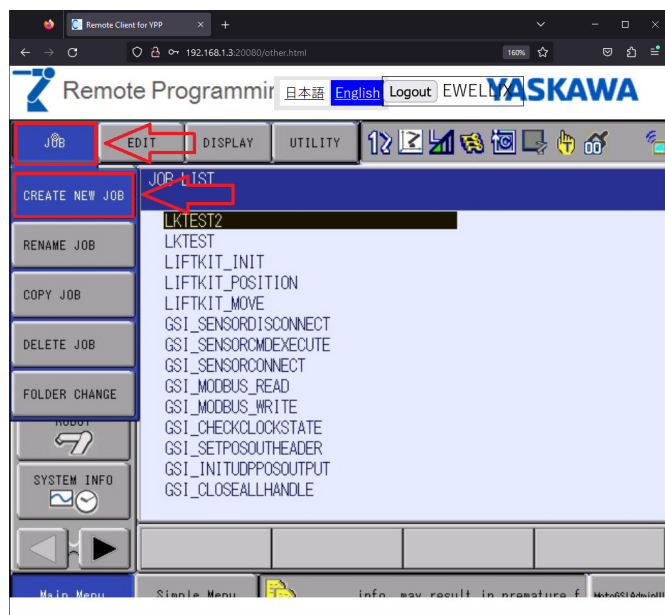 Remote Client for YPP
192.168.1.3:20080/other.html
160%
Remote Programmin
日本語 English Logout EWELLIX
YASKAWA
JOB EDIT DISPLAY UTILITY
CREATE NEW JOB
RENAME JOB
COPY JOB
DELETE JOB
FOLDER CHANGE
ROBOT
SYSTEM INFO
JOB LIST
LKTEST2
LKTEST
LIFTKIT_INIT
LIFTKIT_POSITION
LIFTKIT_MOVE
GSI_SENSORDISCONNECT
GSI_SENSORCMDEXECUTE
GSI_SENSORCONNECT
GSI_MODBUS_READ
GSI_MODBUS_WRITE
GSI_CHECKCLOCKSTATE
GSI_SETPOSOUTHEADER
GSI_INITUDPPOSOUTPUT
GSI_CLOSEALLHANDLE
Main Menu Simple Menu info may result in premature f